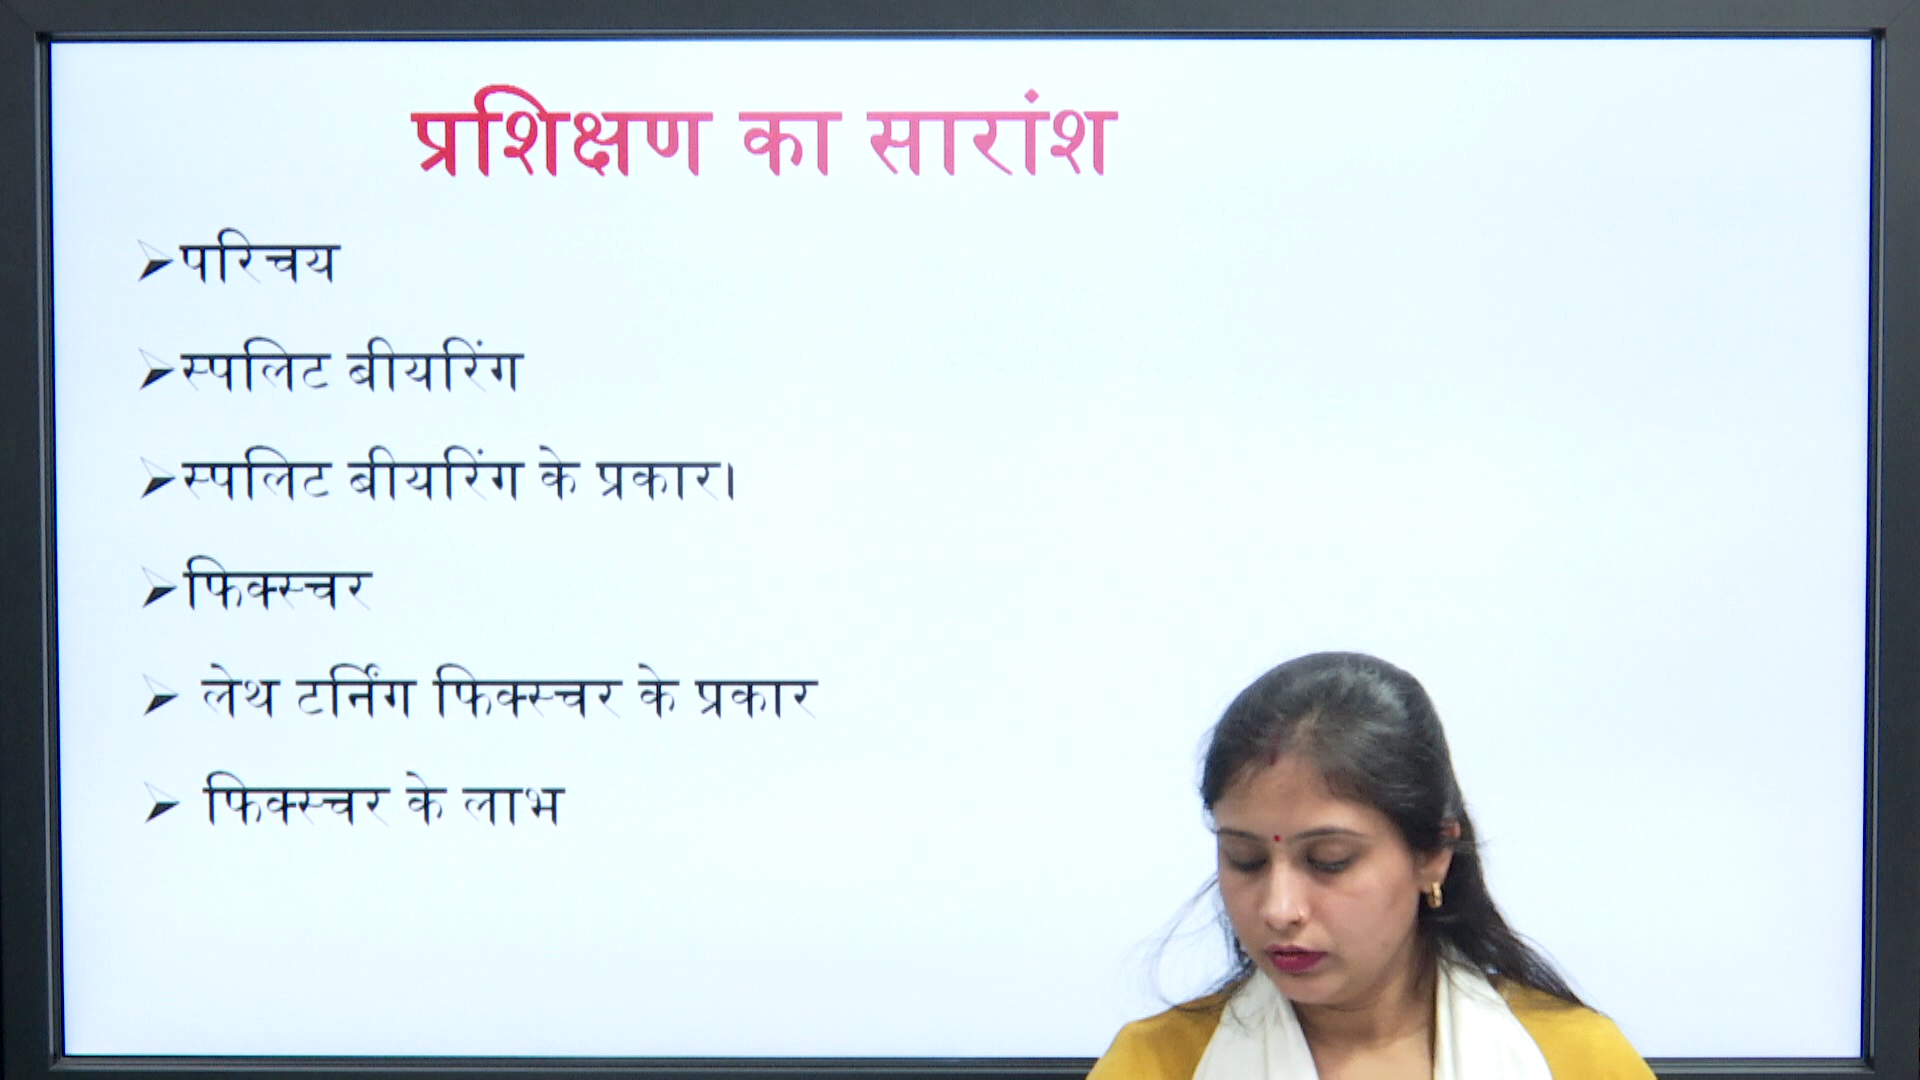 प्रशिक्षण का सारांश
➢परिचय
➢स्पलिट बीयरिंग
➢स्पलिट बीयरिंग के प्रकार।
➢फिक्स्चर
➢ लेथ टर्निंग फिक्स्चर के प्रकार
➢ फिक्स्चर के लाभ